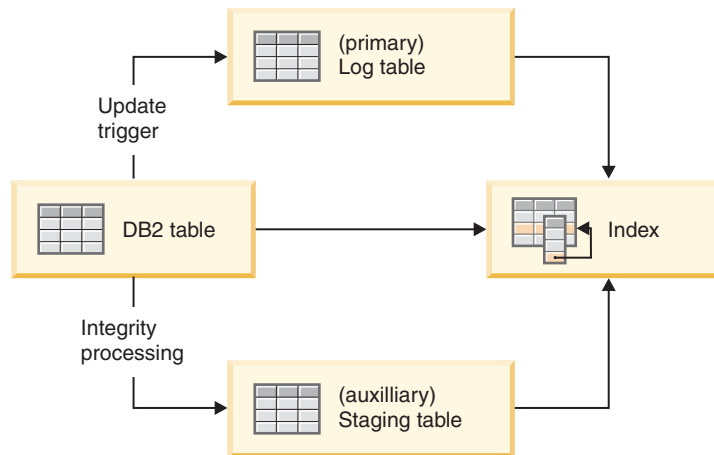 (primary)
Log table
Update
trigger
DB2 table
Index
Integrity
processing
(auxilliary)
Staging table